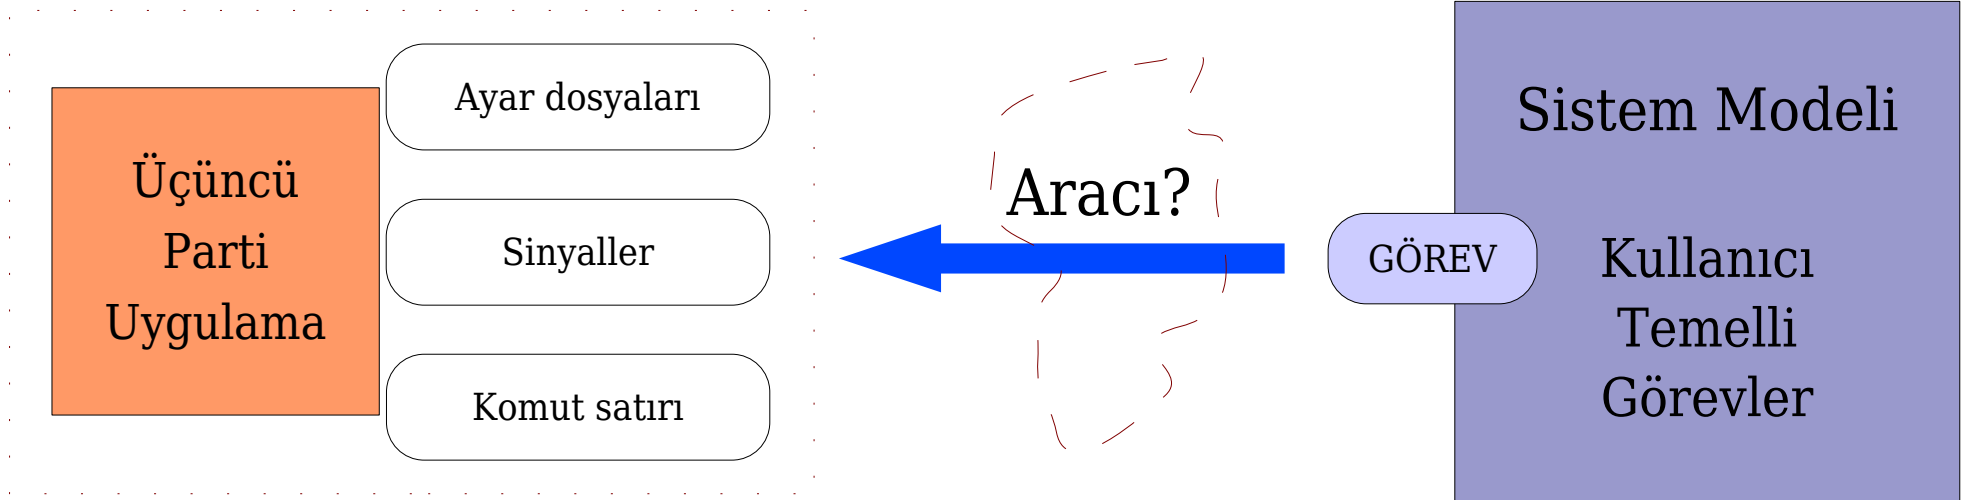 Üçüncü
Parti
Uygulama
Ayar dosyaları
Sinyaller
Komut satırı
Aracı?
GÖREV
Sistem Modeli
Kullanıcı
Temelli
Görevler